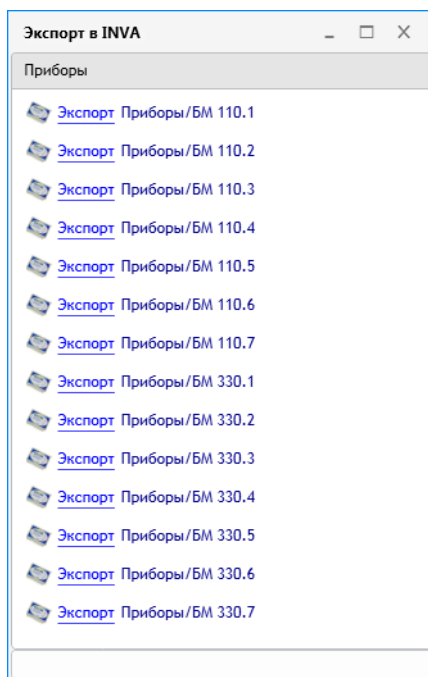 Экспорт в INVA
Приборы
Экспорт Приборы/БМ 110.1
Экспорт Приборы/БМ 110.2
Экспорт Приборы/БМ 110.3
Экспорт Приборы/БМ 110.4
Экспорт Приборы/БМ 110.5
Экспорт Приборы/БМ 110.6
Экспорт Приборы/БМ 110.7
Экспорт Приборы/БМ 330.1
Экспорт Приборы/БМ 330.2
Экспорт Приборы/БМ 330.3
Экспорт Приборы/БМ 330.4
Экспорт Приборы/БМ 330.5
Экспорт Приборы/БМ 330.6
Экспорт Приборы/БМ 330.7